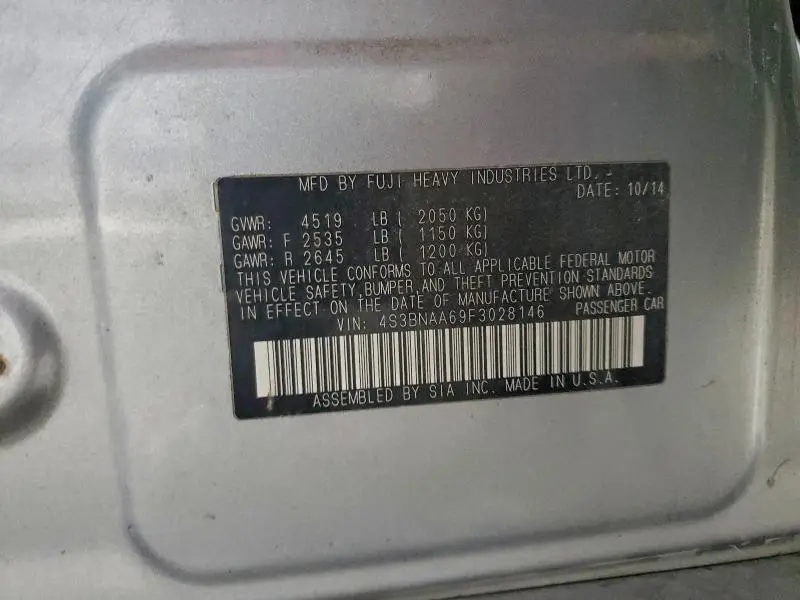 MFD BY FUJI HEAVY INDUSTRIES LTD.
DATE: 10/14
GVWR: 4519 LB ( 2050 KG)
GAWR: F 2535 LB ( 1150 KG)
GAWR: R 2645 LB ( 1200 KG)
THIS VEHICLE CONFORMS TO ALL APPLICABLE FEDERAL MOTOR
VEHICLE SAFETY,BUMPER,AND THEFT PREVENTION STANDARDS
IN EFFECT ON THE DATE OF MANUFACTURE SHOWN ABOVE.
VIN: 4S3BNAA69F3028146 PASSENGER CAR
ASSEMBLED BY SIA INC. MADE IN U.S.A.